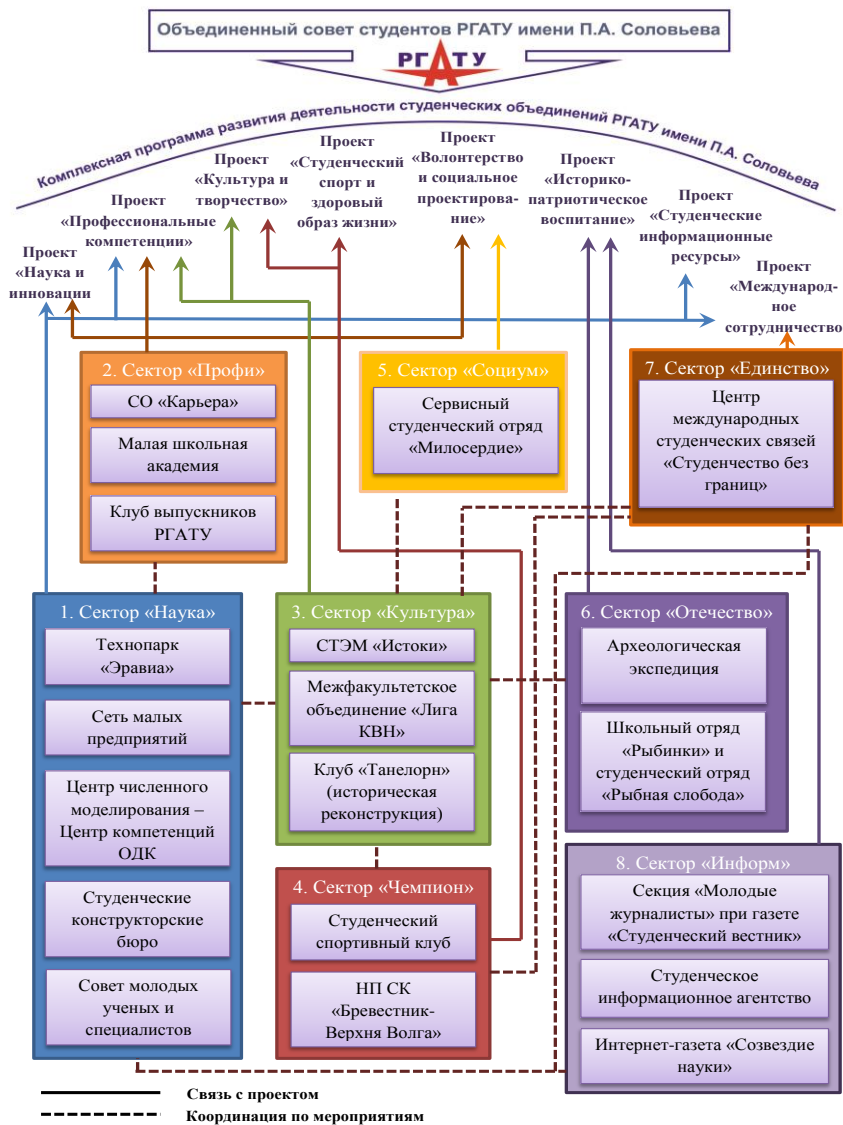 Объединенный совет студентов РГАТУ имени П.А. Соловьева
РГАТУ
Комплексная программа развития деятельности студенческих объединений РГАТУ имени П.А. Соловьева
Проект
«Наука и
инновации
Проект
«Профессиональные
компетенции»
Проект
«Культура и
творчество»
Проект
«Студенческий
спорт и
здоровый
образ жизни»
Проект
«Волонтерство
и социальное
проектирова-
ние»
Проект
«Историко-
патриотическое
воспитание»
Проект
«Студенческие
информационные
ресурсы»
Проект
«Международ-
ное
сотрудничество
2. Сектор «Профи»
СО «Карьера»
Малая школьная
академия
Клуб выпускников
РГАТУ
5. Сектор «Социум»
Сервисный
студенческий отряд
«Милосердие»
7. Сектор «Единство»
Центр
международных
студенческих связей
«Студенчество без
границ»
1. Сектор «Наука»
Технопарк
«Эравиа»
Сеть малых
предприятий
Центр численного
моделирования –
Центр компетенций
ОДК
Студенческие
конструкторские
бюро
Совет молодых
ученых и
специалистов
3. Сектор «Культура»
СТЭМ «Истоки»
Межфакультетское
объединение «Лига
КВН»
Клуб «Танелорн»
(историческая
реконструкция)
4. Сектор «Чемпион»
Студенческий
спортивный клуб
НП СК
«Бревестник-
Верхня Волга»
6. Сектор «Отечество»
Археологическая
экспедиция
Школьный отряд
«Рыбинки» и
студенческий отряд
«Рыбная слобода»
8. Сектор «Информ»
Секция «Молодые
журналисты» при газете
«Студенческий вестник»
Студенческое
информационное агентство
Интернет-газета «Созвездие
науки»
Связь с проектом
Координация по мероприятиям